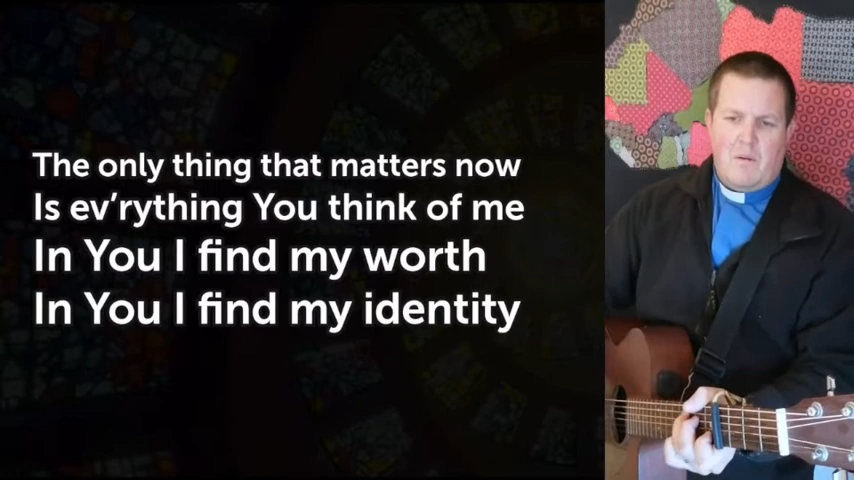 The only thing that matters now
Is ev’rything You think of me
In You I find my worth
In You I find my identity